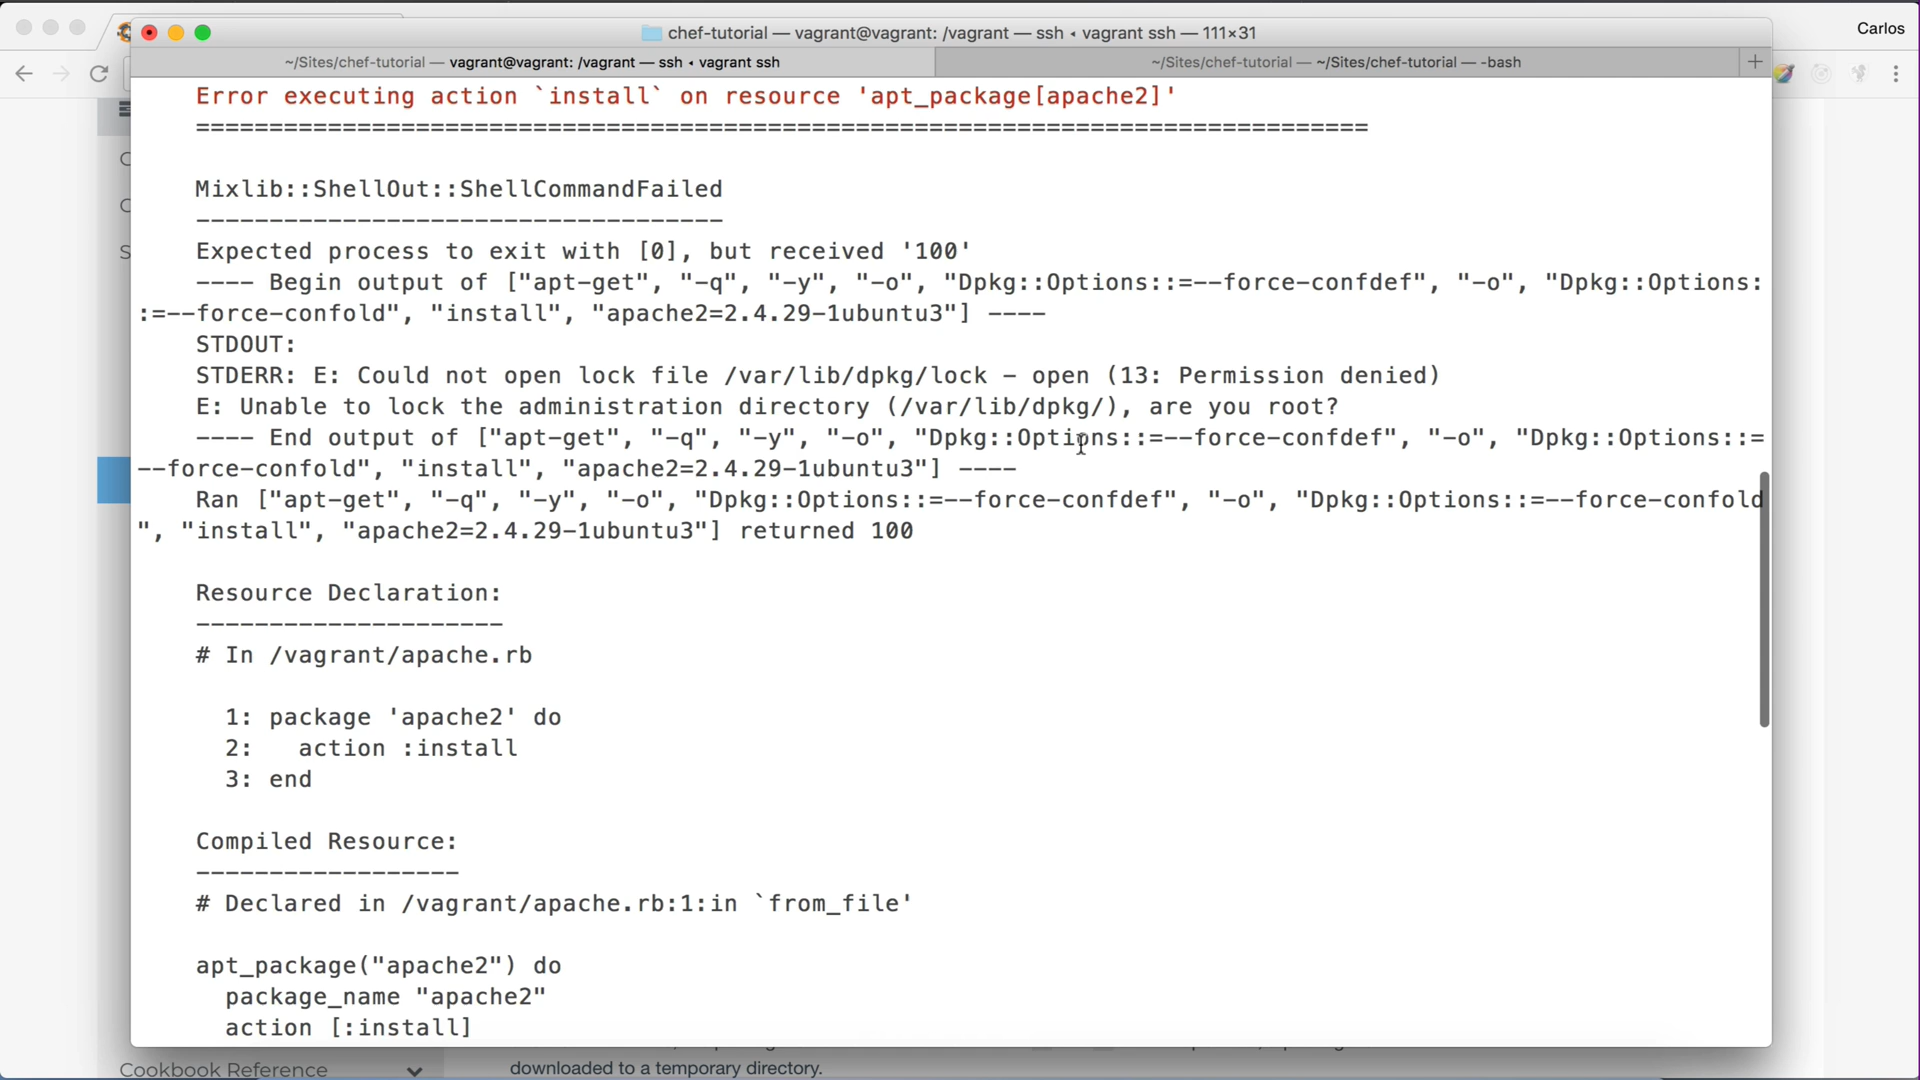 Carlos
chef-tutorial — vagrant@vagrant: /vagrant — ssh ◂ vagrant ssh — 111×31
~/Sites/chef-tutorial — vagrant@vagrant: /vagrant — ssh ◂ vagrant ssh
~/Sites/chef-tutorial — ~/Sites/chef-tutorial — -bash
Error executing action `install` on resource 'apt_package[apache2]'
================================================================================
Mixlib::ShellOut::ShellCommandFailed
------------------------------------
Expected process to exit with [0], but received '100'
---- Begin output of ["apt-get", "-q", "-y", "-o", "Dpkg::Options::=--force-confdef", "-o", "Dpkg::Options:
:=--force-confold", "install", "apache2=2.4.29-1ubuntu3"] ----
STDOUT:
STDERR: E: Could not open lock file /var/lib/dpkg/lock - open (13: Permission denied)
E: Unable to lock the administration directory (/var/lib/dpkg/), are you root?
---- End output of ["apt-get", "-q", "-y", "-o", "Dpkg::Options::=--force-confdef", "-o", "Dpkg::Options::=
--force-confold", "install", "apache2=2.4.29-1ubuntu3"] ----
Ran ["apt-get", "-q", "-y", "-o", "Dpkg::Options::=--force-confdef", "-o", "Dpkg::Options::=--force-confold
", "install", "apache2=2.4.29-1ubuntu3"] returned 100
Resource Declaration:
---------------------
# In /vagrant/apache.rb
1: package 'apache2' do
2:   action :install
3: end
Compiled Resource:
------------------
# Declared in /vagrant/apache.rb:1:in `from_file'
apt_package("apache2") do
package_name "apache2"
action [:install]
Cookbook Reference
downloaded to a temporary directory.